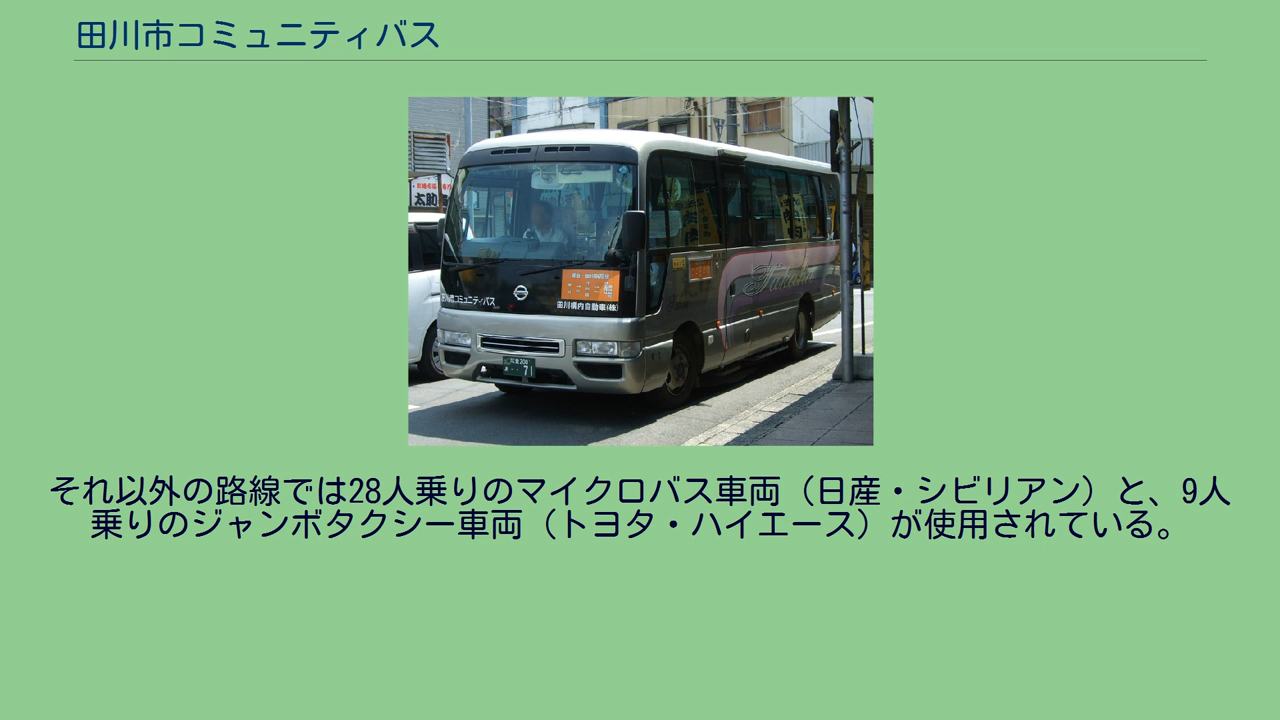 田川市コミュニティバス
太助
田川市コミュニティバス
田川構内自動車(株)
71
それ以外の路線では28人乗りのマイクロバス車両（日産・シビリアン）と、9人
乗りのジャンボタクシー車両（トヨタ・ハイエース）が使用されている。